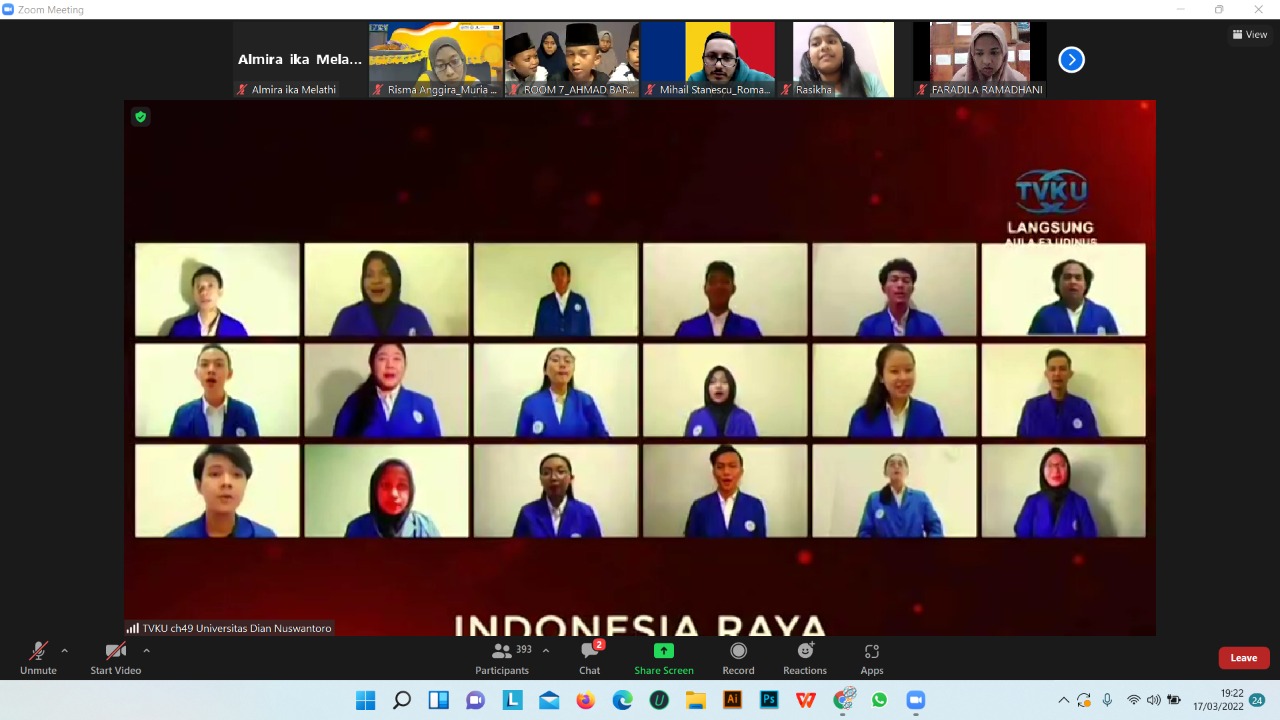 Zoom Meeting
View
Almira ika Mela...
Almira ika Melathi
Risma Anggira_Muria ...
ROOM 7_AHMAD BAR...
Mihail Stanescu_Roma...
Rasikha
FARADILA RAMADHANI
TVKU
LANGSUNG
AULA E3 UDINUS
INDONESIA RAYA
TVKU ch49 Universitas Dian Nuswantoro
Unmute
Start Video
Participants
393
Chat
2
Share Screen
Record
Reactions
Apps
Leave
L
U
Ai
Ps
W
19:22
17/03/2022
24